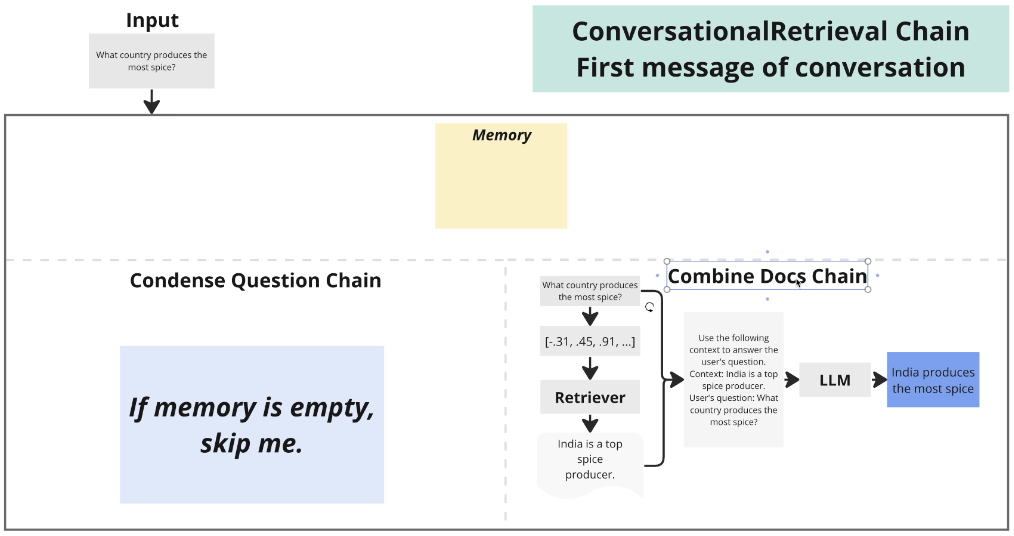 Input
What country produces the
most spice?
ConversationalRetrieval Chain
First message of conversation
Memory
Condense Question Chain
If memory is empty,
skip me.
Combine Docs Chain
What country produces
the most spice?
[-.31, .45, .91, ...]
Retriever
India is a top
spice
producer.
Use the following
context to answer the
user's question.
Context: India is a top
spice producer.
User's question: What
country produces the
most spice?
LLM
India produces
the most spice